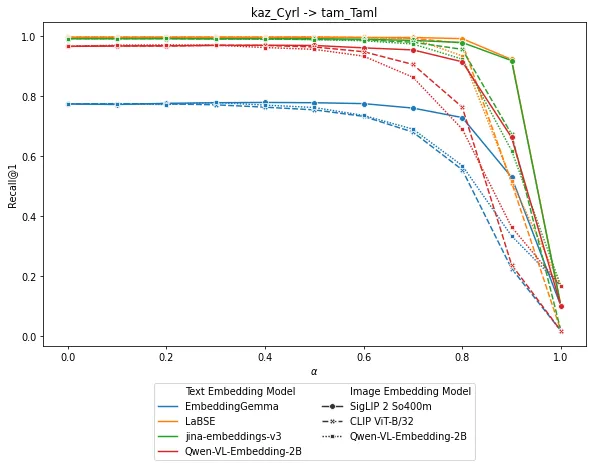 kaz_Cyrl -> tam_Taml
Recall@1
1.0
0.8
0.6
0.4
0.2
0.0
0.0 0.2 0.4 0.6 0.8 1.0
α
Text Embedding Model
EmbeddingGemma
LaBSE
jina-embeddings-v3
Qwen-VL-Embedding-2B
Image Embedding Model
SigLIP 2 So400m
CLIP ViT-B/32
Qwen-VL-Embedding-2B